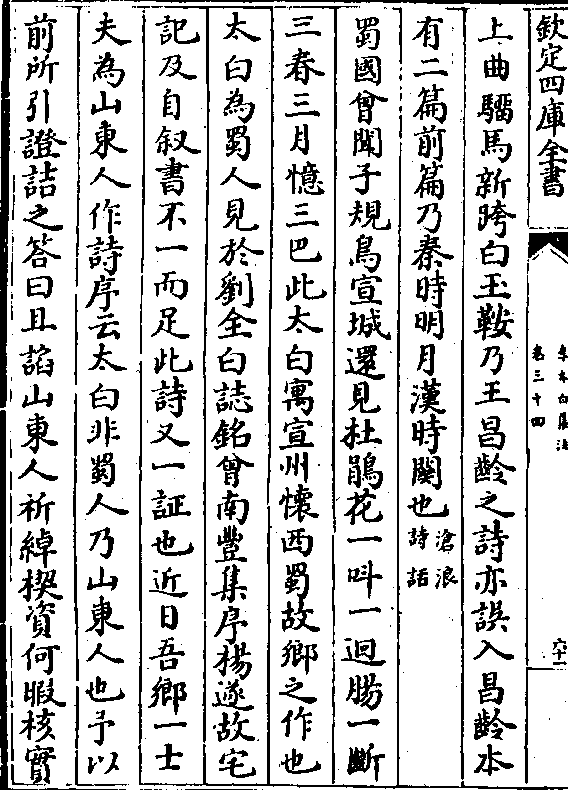 欽定四庫全書
李太白集注
卷三十四
六十一
上曲驑馬新跨白玉鞍乃王昌齡之詩亦誤入昌齡本
有二篇前篇乃秦時明月漢時關也滄浪詩話
蜀國曾聞子規鳥宣城還見杜鵑花一呌一迴腸一斷
三春三月憶三巴此太白寓宣州懐西蜀故鄉之作也
太白為蜀人見於劉全白誌銘曾南豐集序楊遂故宅
記及自叙書不一而足此詩又一証也近日吾鄉一士
夫為山東人作詩序云太白非蜀人乃山東人也予以
前所引證詰之答曰且諂山東人祈綽楔資何暇核實